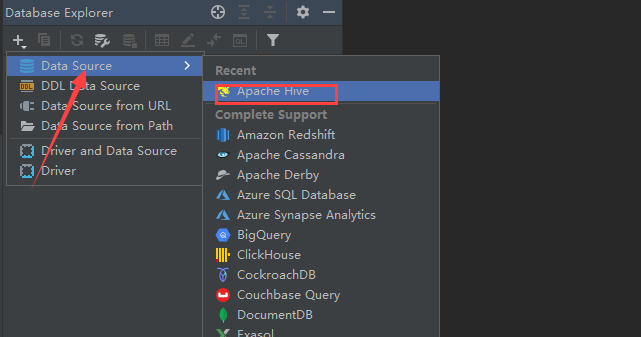 Database Explorer
Data Source
DDL Data Source
Data Source from URL
Data Source from Path
Driver and Data Source
Driver
Recent
Apache Hive
Complete Support
Amazon Redshift
Apache Cassandra
Apache Derby
Azure SQL Database
Azure Synapse Analytics
BigQuery
ClickHouse
CockroachDB
Couchbase Query
DocumentDB
Exasol